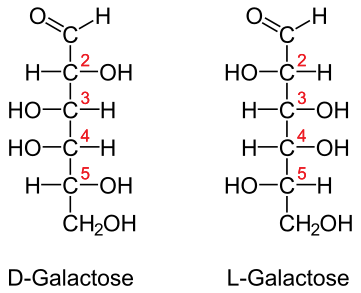 O H O H
C C
2 2
H C OH HO C H
3 3
HO C H H C OH
4 4
HO C H H C OH
5 5
H C OH HO C H
CH2OH CH2OH
D-Galactose L-Galactose